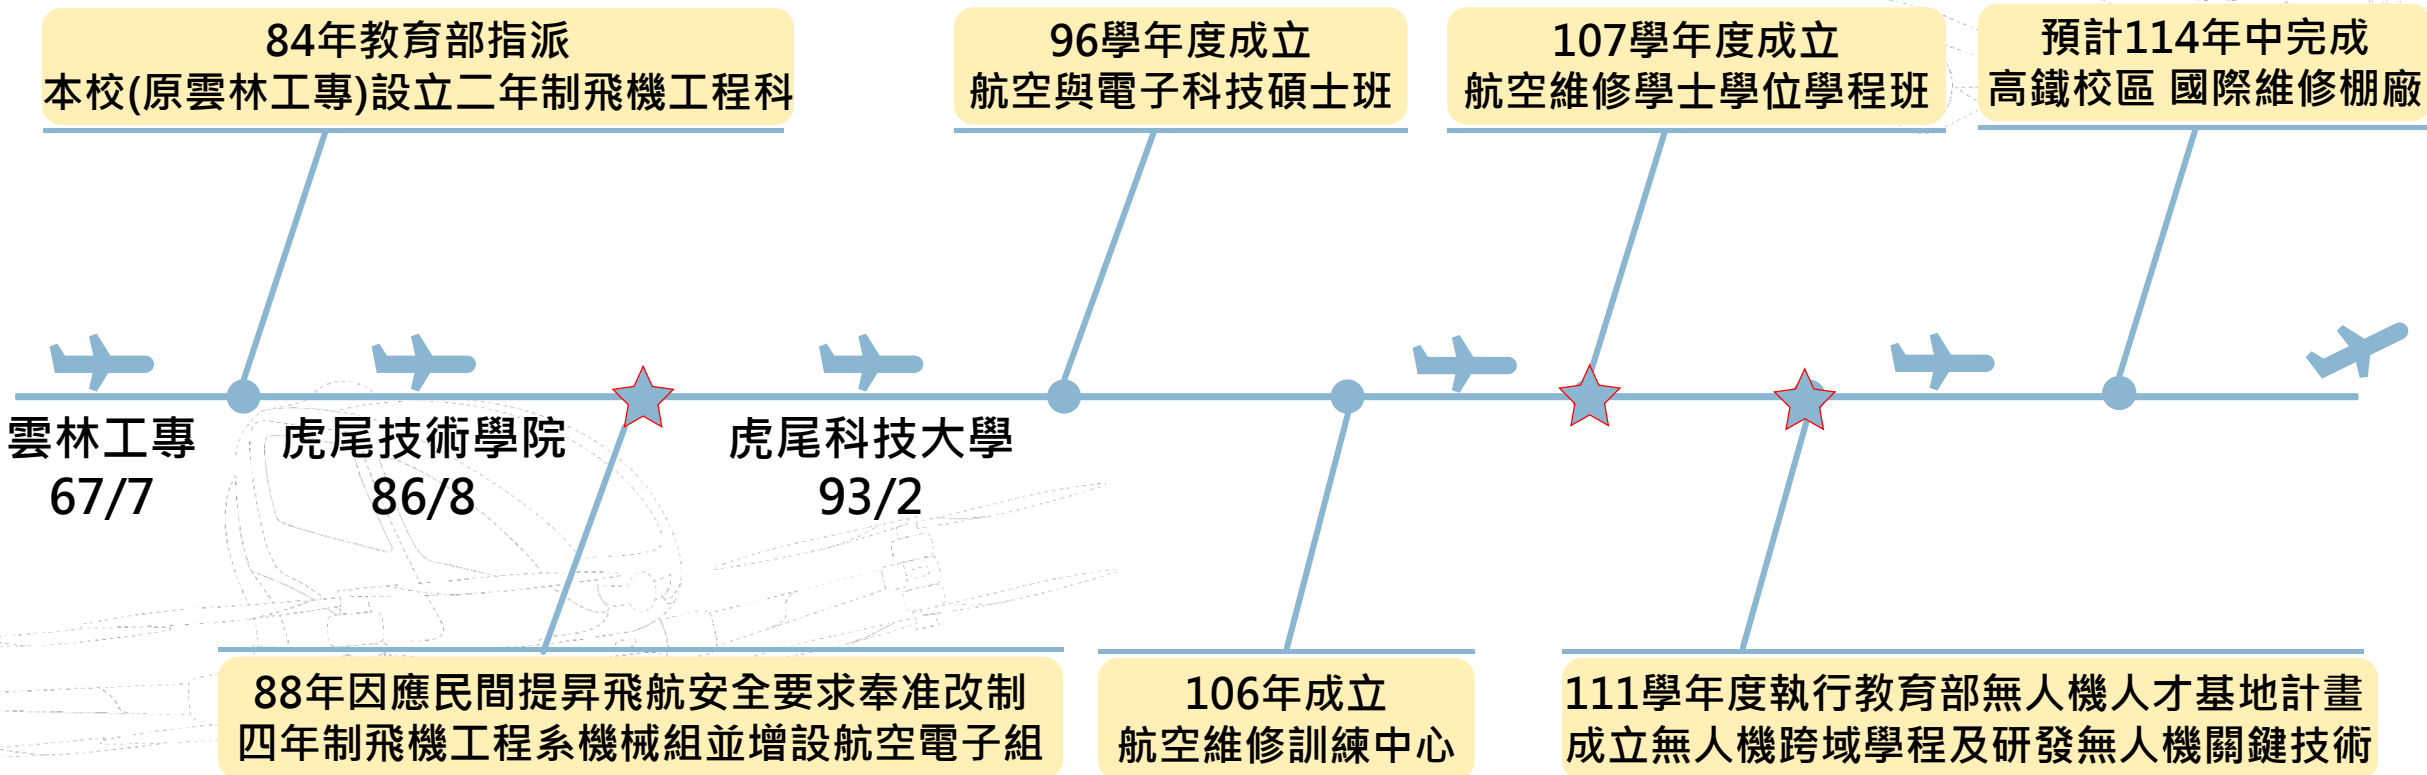 84年教育部指派
本校(原雲林工專)設立二年制飛機工程科
96學年度成立
航空與電子科技碩士班
107學年度成立
航空維修學士學位學程班
預計114年中完成
高鐵校區 國際維修棚廠
雲林工專
67/7
虎尾技術學院
86/8
虎尾科技大學
93/2
88年因應民間提昇飛航安全要求奉准改制
四年制飛機工程系機械組並增設航空電子組
106年成立
航空維修訓練中心
111學年度執行教育部無人機人才基地計畫
成立無人機跨域學程及研發無人機關鍵技術